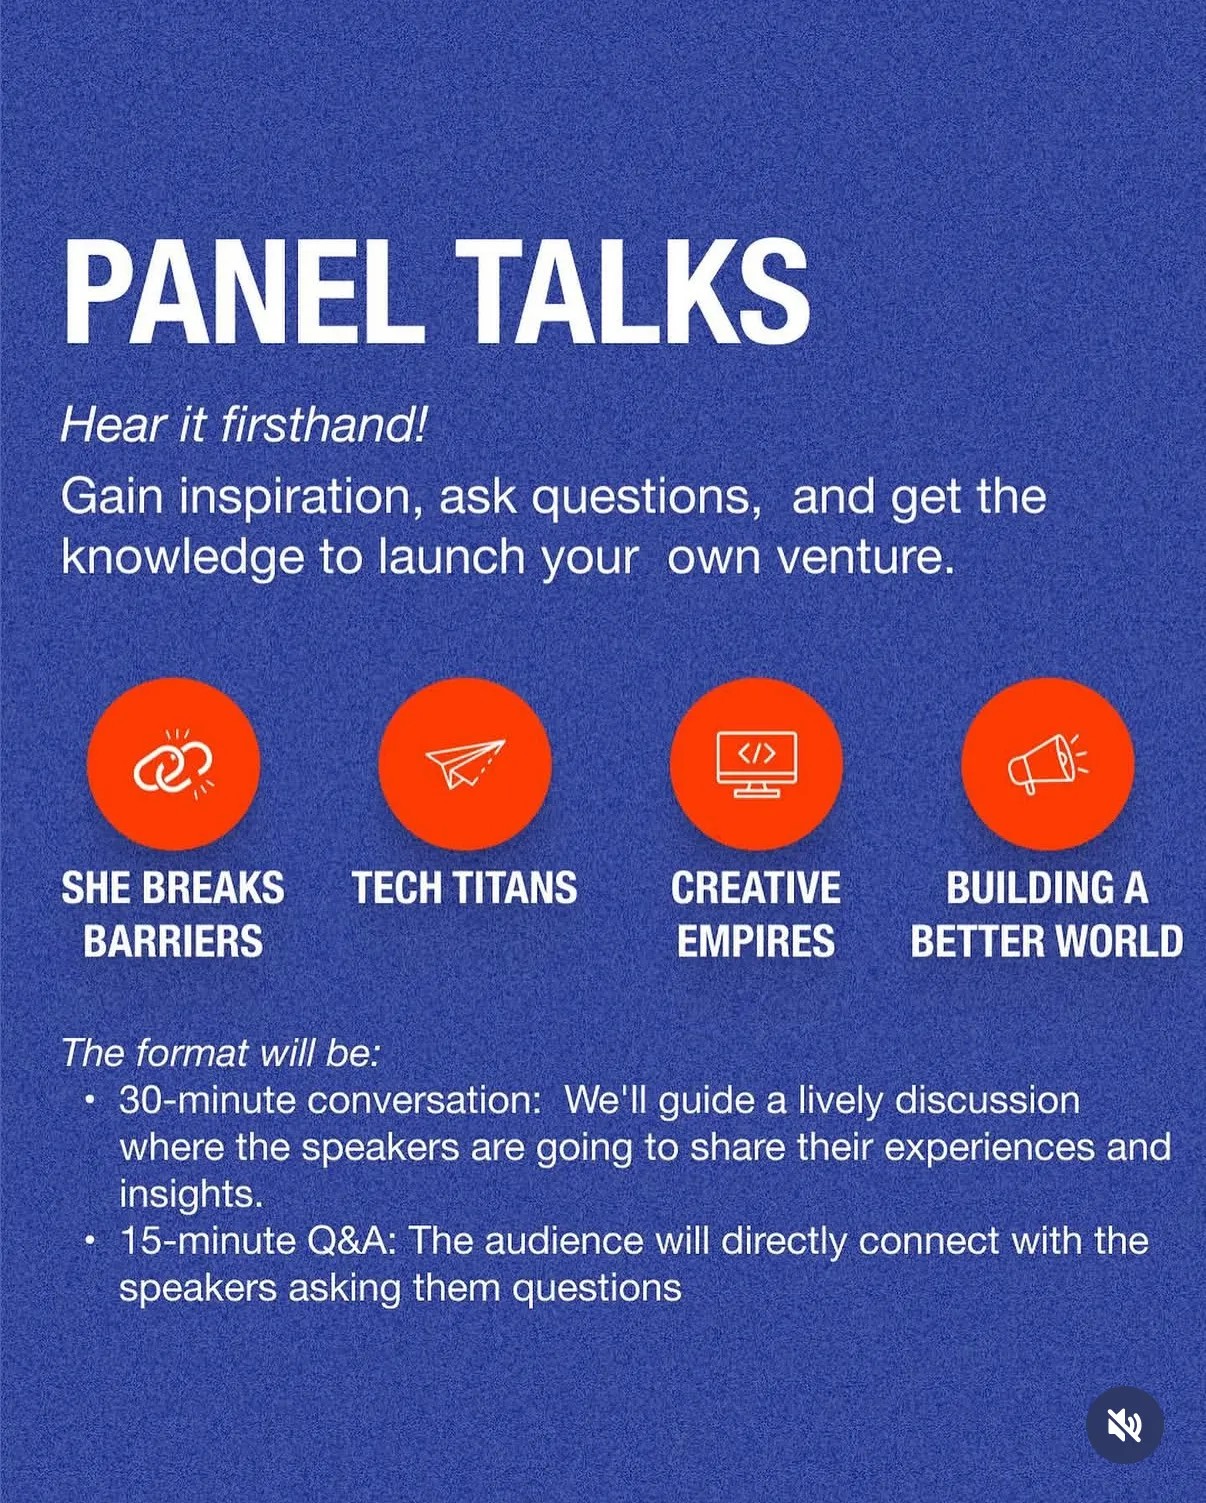 PANEL TALKS
Hear it firsthand!
Gain inspiration, ask questions,  and get the
knowledge to launch your  own venture.
SHE BREAKS
BARRIERS
TECH TITANS
CREATIVE
EMPIRES
BUILDING A
BETTER WORLD
The format will be:
• 30-minute conversation:  We'll guide a lively discussion
where the speakers are going to share their experiences and
insights.
• 15-minute Q&A: The audience will directly connect with the
speakers asking them questions